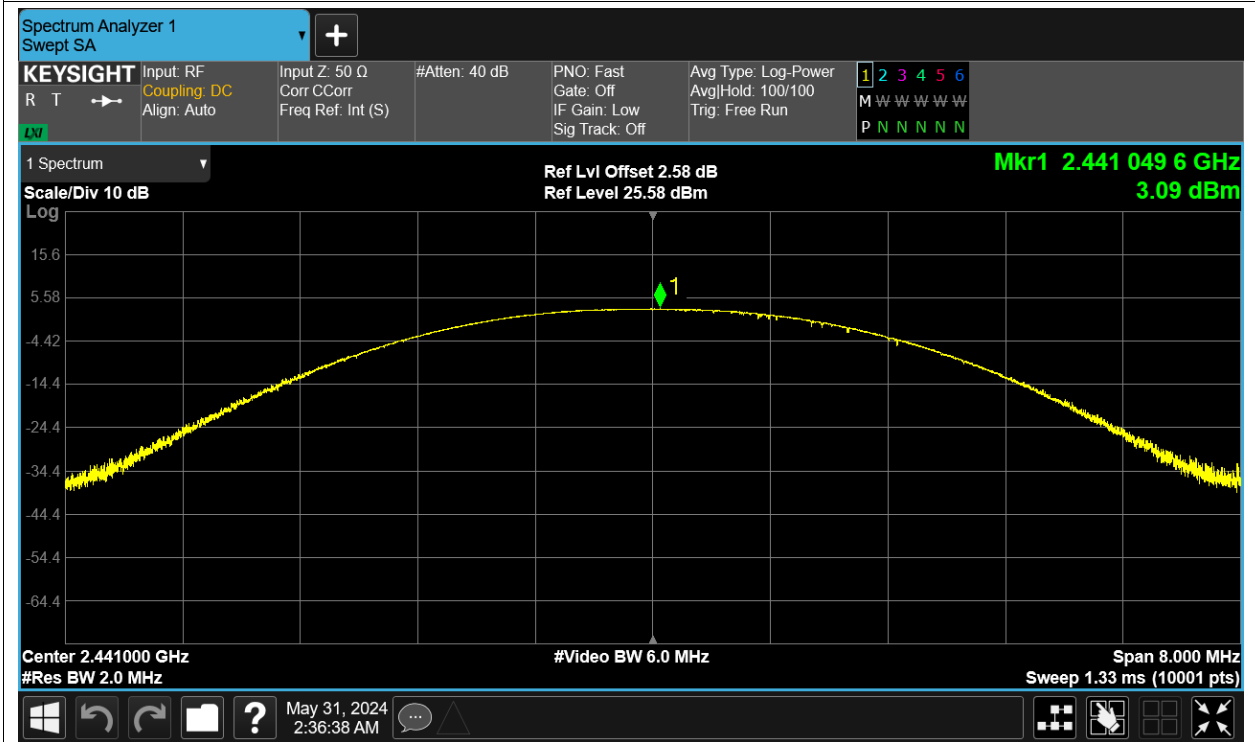 Spectrum Analyzer 1
Swept SA
KEYSIGHT
R T
LXI
Input: RF
Coupling: DC
Align: Auto
Input Z: 50 Ω
Corr CCorr
Freq Ref: Int (S)
#Atten: 40 dB
PNO: Fast
Gate: Off
IF Gain: Low
Sig Track: Off
Avg Type: Log-Power
Avg|Hold: 100/100
Trig: Free Run
1 2 3 4 5 6
M W W W W W
P N N N N N
1 Spectrum
Scale/Div 10 dB
Log
Ref Lvl Offset 2.58 dB
Ref Level 25.58 dBm
Mkr1 2.441 049 6 GHz
3.09 dBm
15.6
5.58
-4.42
-14.4
-24.4
-34.4
-44.4
-54.4
-64.4
1
Center 2.441000 GHz
#Res BW 2.0 MHz
#Video BW 6.0 MHz
Span 8.000 MHz
Sweep 1.33 ms (10001 pts)
?
May 31, 2024
2:36:38 AM